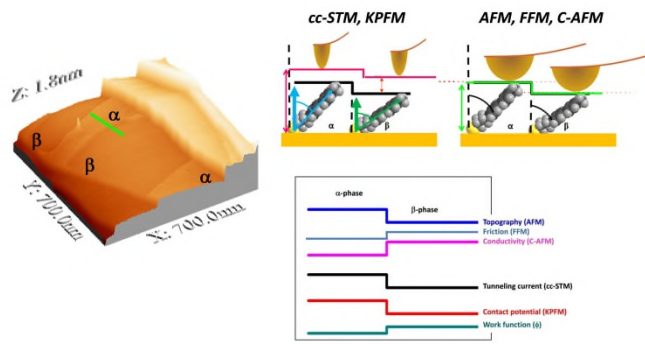 cc-STM, KPFM
AFM, FFM, C-AFM
Z: 1.8nm
α
β
β
α
Y: 700.0nm
X: 700.0nm
α
β
α
β
α-phase
β-phase
Topography (AFM)
Friction (FFM)
Conductivity (C-AFM)
Tunneling current (cc-STM)
Contact potential (KPFM)
Work function (ϕ)